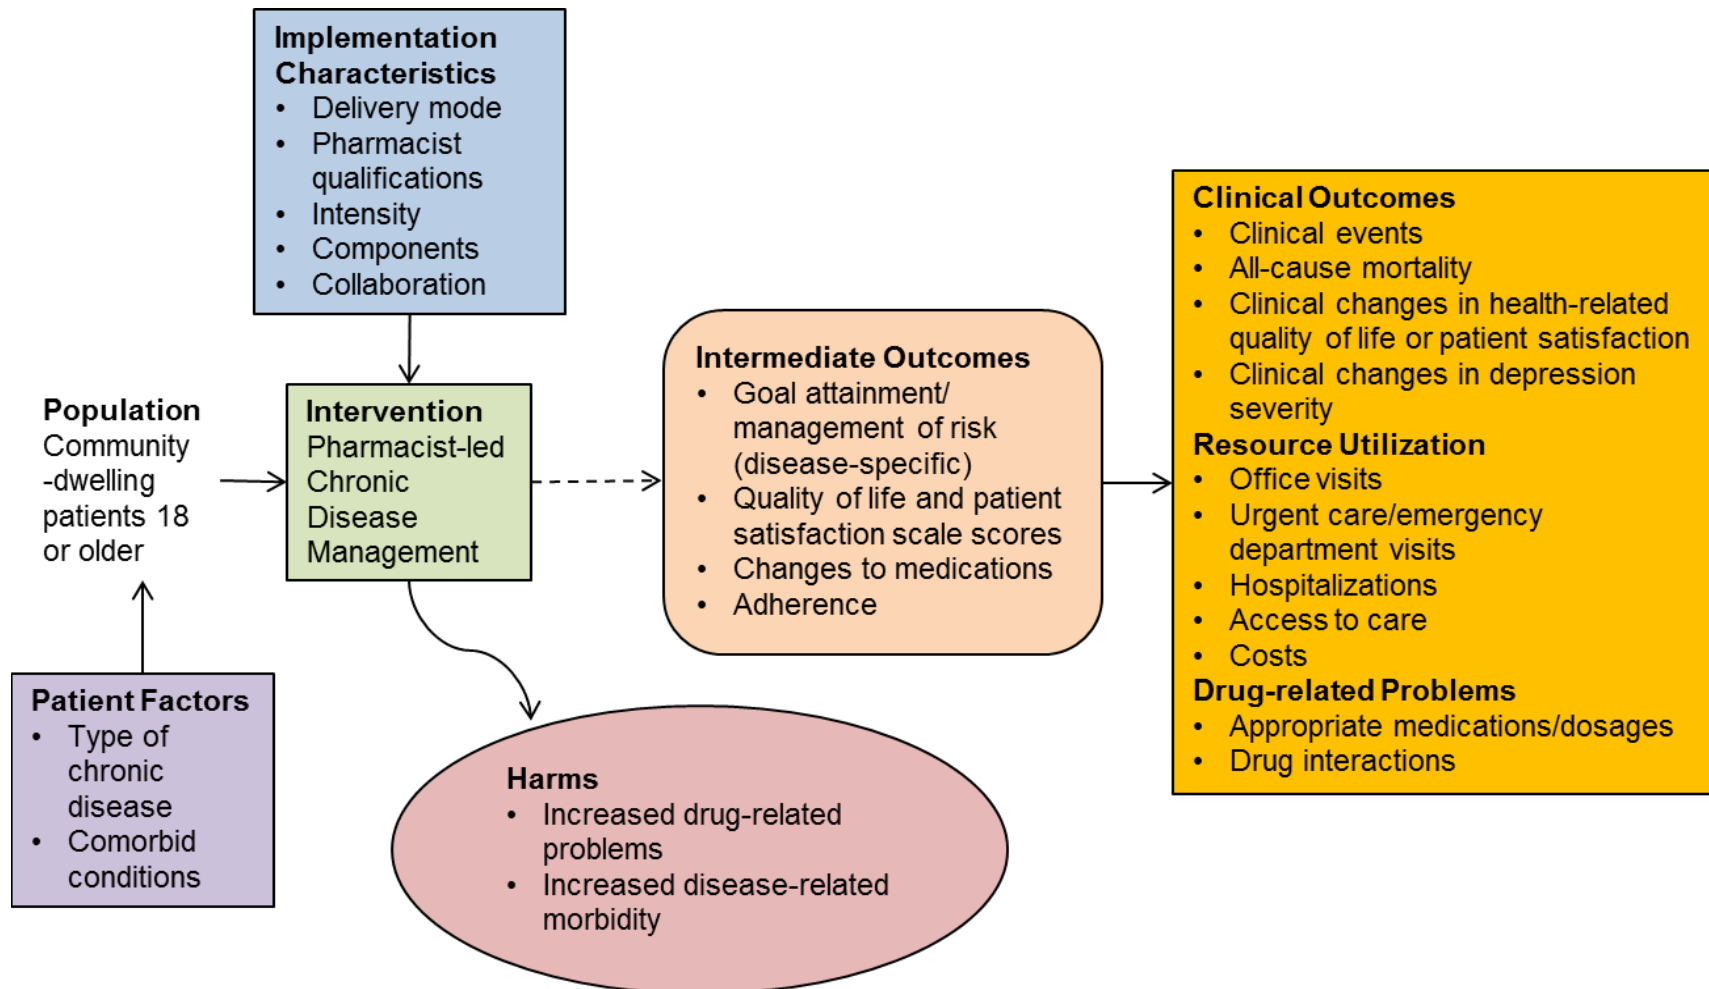 Implementation
Characteristics
• Delivery mode
• Pharmacist
qualifications
• Intensity
• Components
• Collaboration
Population
Community
-dwelling
patients 18
or older
Intervention
Pharmacist-led
Chronic
Disease
Management
Patient Factors
• Type of
chronic
disease
• Comorbid
conditions
Intermediate Outcomes
• Goal attainment/
management of risk
(disease-specific)
• Quality of life and patient
satisfaction scale scores
• Changes to medications
• Adherence
Harms
• Increased drug-related
problems
• Increased disease-related
morbidity
Clinical Outcomes
• Clinical events
• All-cause mortality
• Clinical changes in health-related
quality of life or patient satisfaction
• Clinical changes in depression
severity
Resource Utilization
• Office visits
• Urgent care/emergency
department visits
• Hospitalizations
• Access to care
• Costs
Drug-related Problems
• Appropriate medications/dosages
• Drug interactions